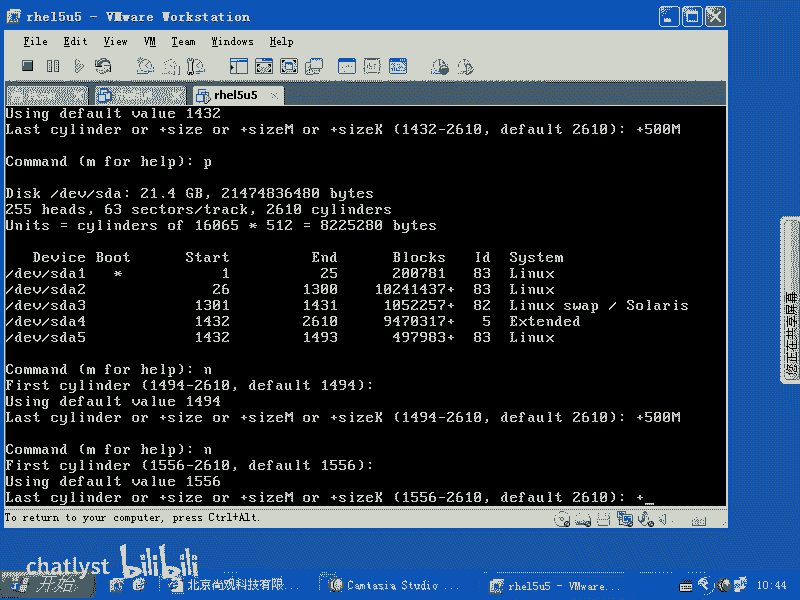 rhel5u5 - VMware Workstation
File Edit View VM Team Windows Help
rhel5u5
Using default value 1432
Last cylinder or +size or +sizeM or +sizeK (1432-2610, default 2610): +500M
Command (m for help): p
Disk /dev/sda: 21.4 GB, 21474836480 bytes
255 heads, 63 sectors/track, 2610 cylinders
Units = cylinders of 16065 * 512 = 8225280 bytes
Device Boot Start End Blocks Id System
/dev/sda1 * 1 25 200781 83 Linux
/dev/sda2 26 1300 10241437+ 83 Linux
/dev/sda3 1301 1431 1052257+ 82 Linux swap / Solaris
/dev/sda4 1432 2610 9470317+ 5 Extended
/dev/sda5 1432 1493 497983+ 83 Linux
Command (m for help): n
First cylinder (1494-2610, default 1494):
Using default value 1494
Last cylinder or +size or +sizeM or +sizeK (1494-2610, default 2610): +500M
Command (m for help): n
First cylinder (1556-2610, default 1556):
Using default value 1556
Last cylinder or +size or +sizeM or +sizeK (1556-2610, default 2610): +_
To return to your computer, press Ctrl+Alt.
您正在共享屏幕
chatlyst bilibili
开始 北京尚观科技有限... Camtasia Studio ... rhel5u5 - VMware... 10:44